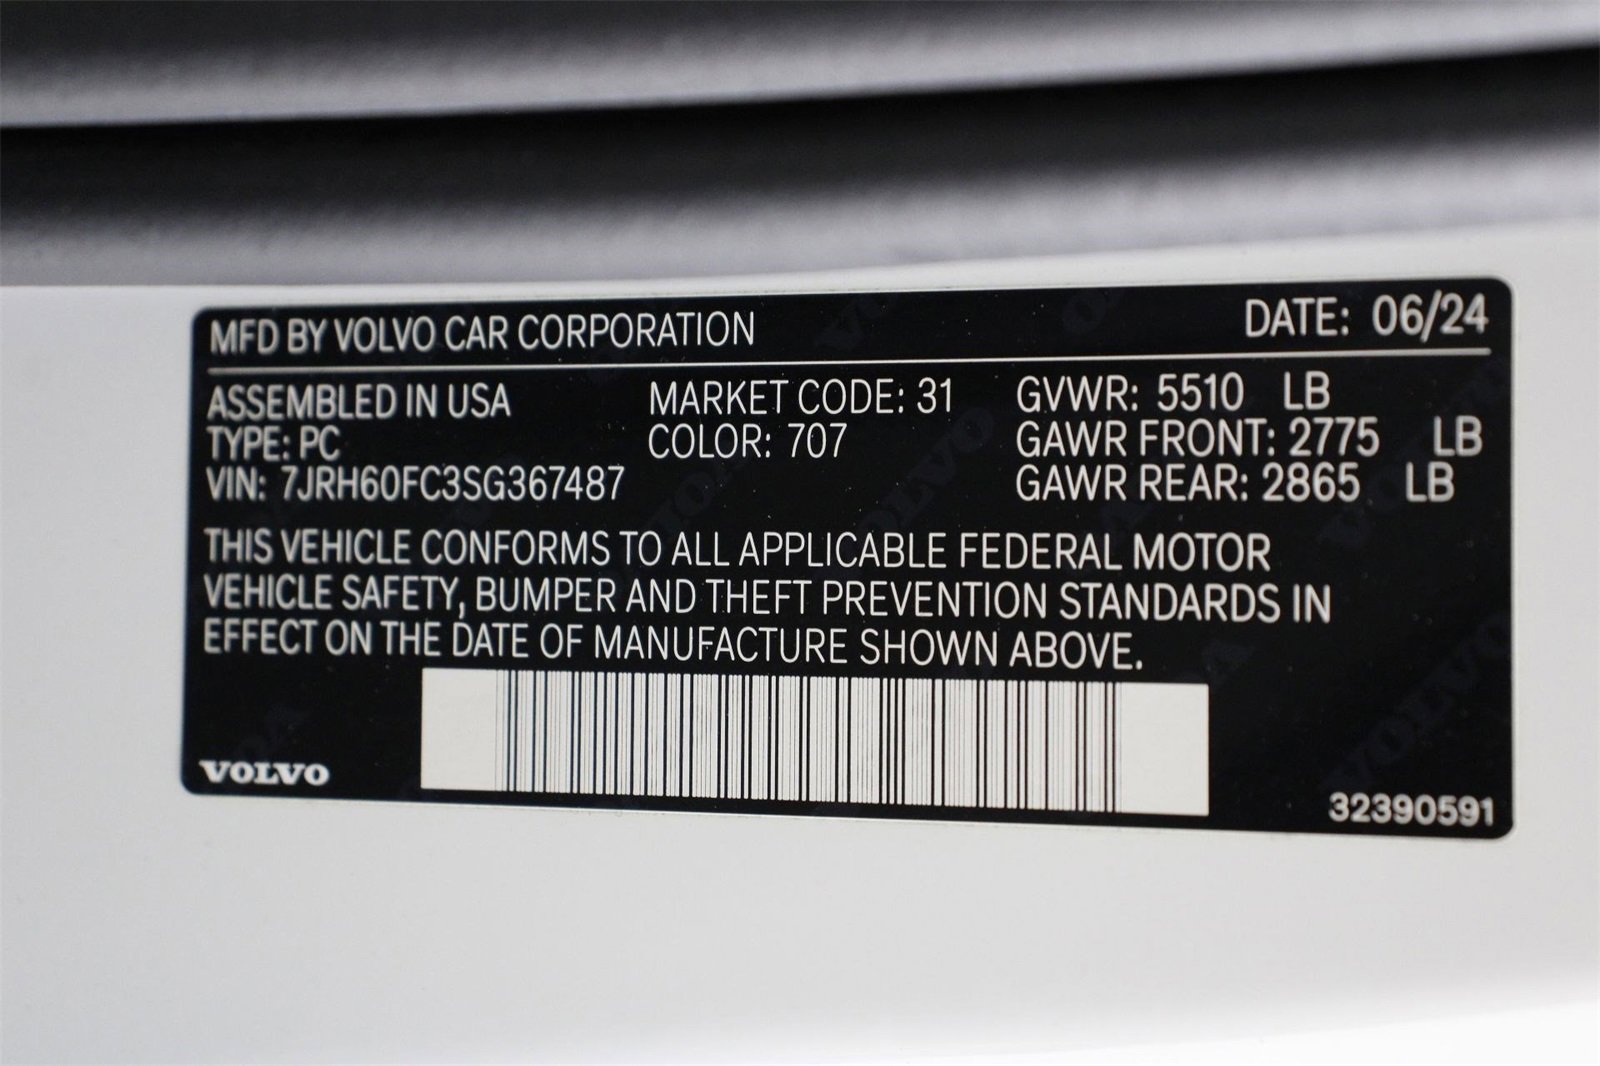 MFD BY VOLVO CAR CORPORATION DATE: 06/24
ASSEMBLED IN USA MARKET CODE: 31 GVWR: 5510 LB
TYPE: PC COLOR: 707 GAWR FRONT: 2775 LB
VIN: 7JRH60FC3SG367487 GAWR REAR: 2865 LB
THIS VEHICLE CONFORMS TO ALL APPLICABLE FEDERAL MOTOR
VEHICLE SAFETY, BUMPER AND THEFT PREVENTION STANDARDS IN
EFFECT ON THE DATE OF MANUFACTURE SHOWN ABOVE.
VOLVO 32390591